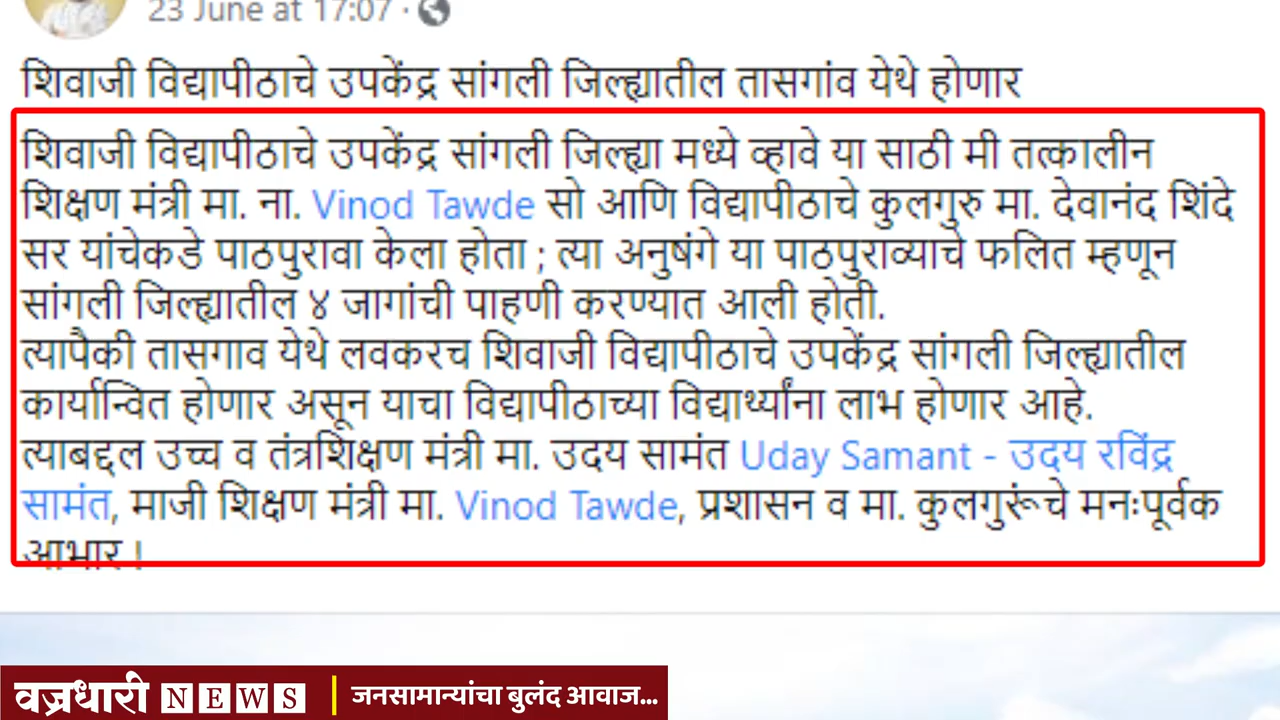 23 June at 17:07 ·
शिवाजी विद्यापीठाचे उपकेंद्र सांगली जिल्ह्यातील तासगांव येथे होणार
शिवाजी विद्यापीठाचे उपकेंद्र सांगली जिल्ह्या मध्ये व्हावे या साठी मी तत्कालीन
शिक्षण मंत्री मा. ना. Vinod Tawde सो आणि विद्यापीठाचे कुलगुरु मा. देवानंद शिंदे
सर यांचेकडे पाठपुरावा केला होता ; त्या अनुषंगे या पाठपुराव्याचे फलित म्हणून
सांगली जिल्ह्यातील ४ जागांची पाहणी करण्यात आली होती.
त्यापैकी तासगाव येथे लवकरच शिवाजी विद्यापीठाचे उपकेंद्र सांगली जिल्ह्यातील
कार्यान्वित होणार असून याचा विद्यापीठाच्या विद्यार्थ्यांना लाभ होणार आहे.
त्याबद्दल उच्च व तंत्रशिक्षण मंत्री मा. उदय सामंत Uday Samant - उदय रविंद्र
सामंत, माजी शिक्षण मंत्री मा. Vinod Tawde, प्रशासन व मा. कुलगुरूंचे मनःपूर्वक
आभार !
वज्रधारी NEWS | जनसामान्यांचा बुलंद आवाज...